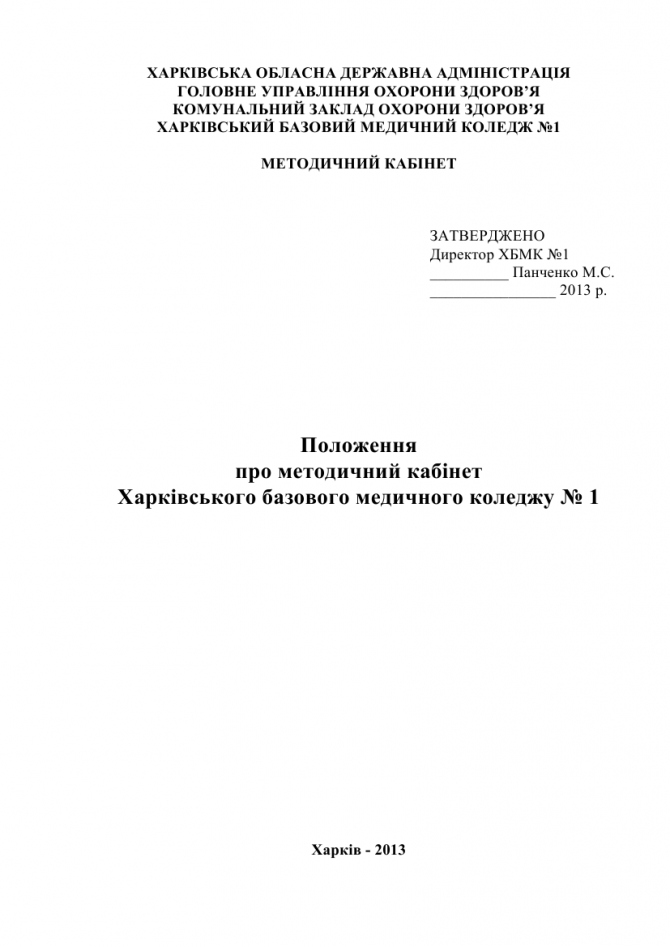 ХАРКІВСЬКА ОБЛАСНА ДЕРЖАВНА АДМІНІСТРАЦІЯ
ГОЛОВНЕ УПРАВЛІННЯ ОХОРОНИ ЗДОРОВ’Я
КОМУНАЛЬНИЙ ЗАКЛАД ОХОРОНИ ЗДОРОВ’Я
ХАРКІВСЬКИЙ БАЗОВИЙ МЕДИЧНИЙ КОЛЕДЖ №1
МЕТОДИЧНИЙ КАБІНЕТ
ЗАТВЕРДЖЕНО
Директор ХБМК №1
__________ Панченко М.С.
________________ 2013 р.
Положення
про методичний кабінет
Харківського базового медичного коледжу № 1
Харків - 2013